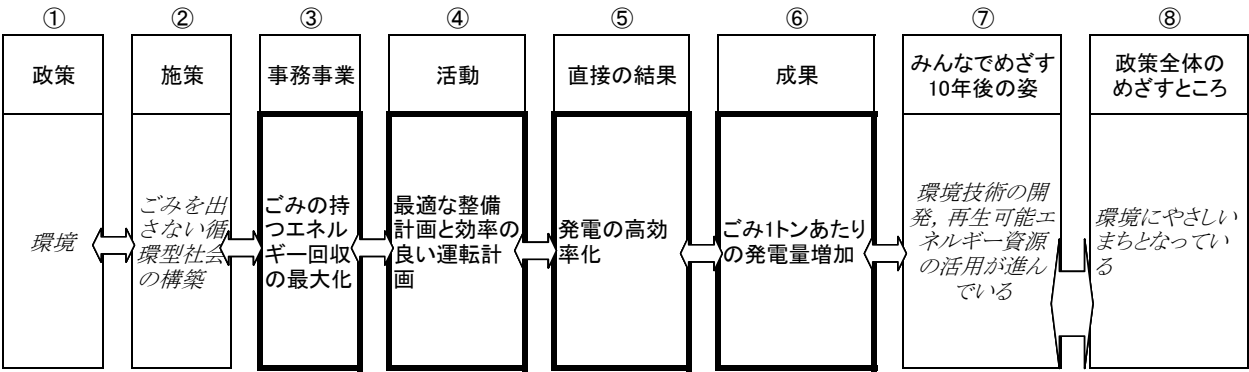 ①
②
③
④
⑤
⑥
⑦
⑧
政策
施策
事務事業
活動
直接の結果
成果
みんなでめざす
10年後の姿
政策全体の
めざすところ
環境
ごみを出
さない循
環型社会
の構築
ごみの持
つエネル
ギー回収
の最大化
最適な整備
計画と効率の
良い運転計
画
発電の高効
率化
ごみ1トンあたり
の発電量増加
環境技術の開
発，再生可能エ
ネルギー資源
の活用が進ん
でいる
環境にやさしい
まちとなってい
る